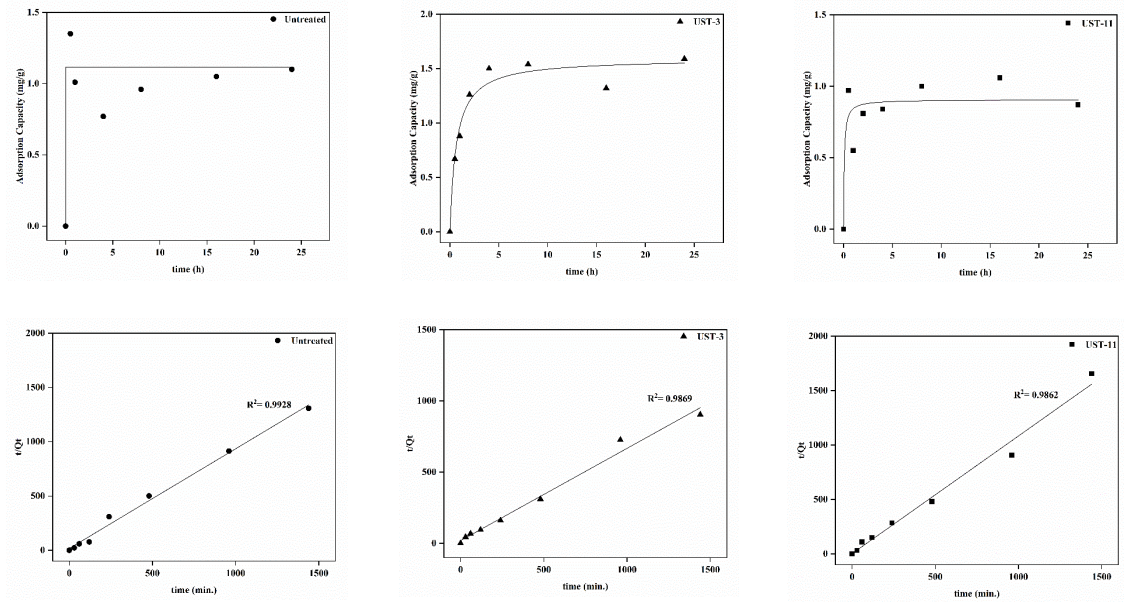 Untreated
1.5
1.0
0.5
0.0
Adsorption Capacity (mg/g)
0 5 10 15 20 25
time (h)
UST-3
2.0
1.5
1.0
0.5
0.0
Adsorption Capacity (mg/g)
0 5 10 15 20 25
time (h)
UST-11
1.5
1.0
0.5
0.0
Adsorption Capacity (mg/g)
0 5 10 15 20 25
time (h)
Untreated
2000
1500
1000
500
0
t/Qt
R²= 0.9928
0 500 1000 1500
time (min.)
UST-3
1500
1000
500
0
t/Qt
R²= 0.9869
0 500 1000 1500
time (min.)
UST-11
2000
1500
1000
500
0
t/Qt
R²= 0.9862
0 500 1000 1500
time (min.)